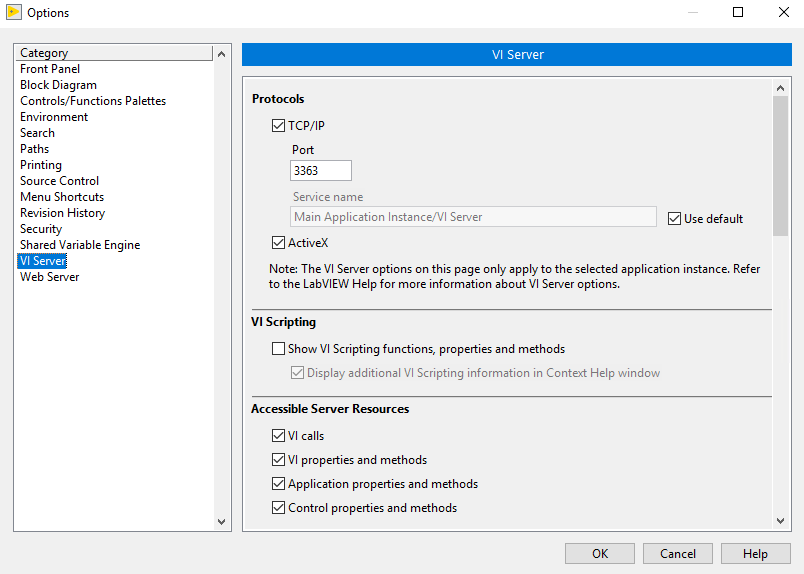 Options
Category
Front Panel
Block Diagram
Controls/Functions Palettes
Environment
Search
Paths
Printing
Source Control
Menu Shortcuts
Revision History
Security
Shared Variable Engine
VI Server
Web Server
VI Server
Protocols
TCP/IP
Port
3363
Service name
Main Application Instance/VI Server
Use default
ActiveX
Note: The VI Server options on this page only apply to the selected application instance. Refer
to the LabVIEW Help for more information about VI Server options.
VI Scripting
Show VI Scripting functions, properties and methods
Display additional VI Scripting information in Context Help window
Accessible Server Resources
VI calls
VI properties and methods
Application properties and methods
Control properties and methods
OK
Cancel
Help